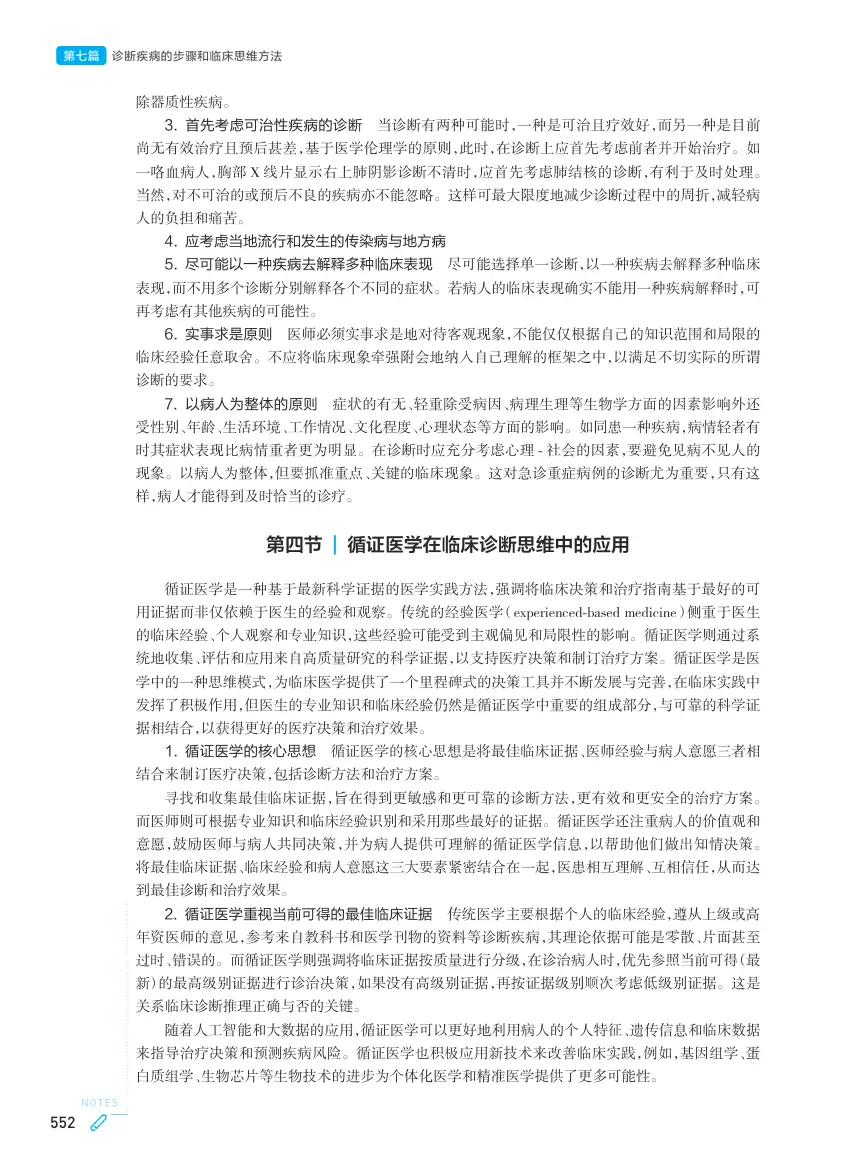 第七篇 诊断疾病的步骤和临床思维方法
除器质性疾病。
3. 首先考虑可治性疾病的诊断 当诊断有两种可能时,一种是可治且疗效好,而另一种是目前
尚无有效治疗且预后甚差,基于医学伦理学的原则,此时,在诊断上应首先考虑前者并开始治疗。如
一咯血病人,胸部 X 线片显示右上肺阴影诊断不清时,应首先考虑肺结核的诊断,有利于及时处理。
当然,对不可治的或预后不良的疾病亦不能忽略。这样可最大限度地减少诊断过程中的周折,减轻病
人的负担和痛苦。
4. 应考虑当地流行和发生的传染病与地方病
5. 尽可能以一种疾病去解释多种临床表现 尽可能选择单一诊断,以一种疾病去解释多种临床
表现,而不用多个诊断分别解释各个不同的症状。若病人的临床表现确实不能用一种疾病解释时,可
再考虑有其他疾病的可能性。
6. 实事求是原则 医师必须实事求是地对待客观现象,不能仅仅根据自己的知识范围和局限的
临床经验任意取舍。不应将临床现象牵强附会地纳入自己理解的框架之中,以满足不切实际的所谓
诊断的要求。
7. 以病人为整体的原则 症状的有无、轻重除受病因、病理生理等生物学方面的因素影响外还
受性别、年龄、生活环境、工作情况、文化程度、心理状态等方面的影响。如同患一种疾病,病情轻者有
时其症状表现比病情重者更为明显。在诊断时应充分考虑心理 - 社会的因素,要避免见病不见人的
现象。以病人为整体,但要抓准重点、关键的临床现象。这对急诊重症病例的诊断尤为重要,只有这
样,病人才能得到及时恰当的诊疗。
第四节 | 循证医学在临床诊断思维中的应用
循证医学是一种基于最新科学证据的医学实践方法,强调将临床决策和治疗指南基于最好的可
用证据而非仅依赖于医生的经验和观察。传统的经验医学(experienced-based medicine)侧重于医生
的临床经验、个人观察和专业知识,这些经验可能受到主观偏见和局限性的影响。循证医学则通过系
统地收集、评估和应用来自高质量研究的科学证据,以支持医疗决策和制订治疗方案。循证医学是医
学中的一种思维模式,为临床医学提供了一个里程碑式的决策工具并不断发展与完善,在临床实践中
发挥了积极作用,但医生的专业知识和临床经验仍然是循证医学中重要的组成部分,与可靠的科学证
据相结合,以获得更好的医疗决策和治疗效果。
1. 循证医学的核心思想 循证医学的核心思想是将最佳临床证据、医师经验与病人意愿三者相
结合来制订医疗决策,包括诊断方法和治疗方案。
寻找和收集最佳临床证据,旨在得到更敏感和更可靠的诊断方法,更有效和更安全的治疗方案。
而医师则可根据专业知识和临床经验识别和采用那些最好的证据。循证医学还注重病人的价值观和
意愿,鼓励医师与病人共同决策,并为病人提供可理解的循证医学信息,以帮助他们做出知情决策。
将最佳临床证据、临床经验和病人意愿这三大要素紧密结合在一起,医患相互理解、互相信任,从而达
到最佳诊断和治疗效果。
2. 循证医学重视当前可得的最佳临床证据 传统医学主要根据个人的临床经验,遵从上级或高
年资医师的意见,参考来自教科书和医学刊物的资料等诊断疾病,其理论依据可能是零散、片面甚至
过时、错误的。而循证医学则强调将临床证据按质量进行分级,在诊治病人时,优先参照当前可得(最
新)的最高级别证据进行诊治决策,如果没有高级别证据,再按证据级别顺次考虑低级别证据。这是
关系临床诊断推理正确与否的关键。
随着人工智能和大数据的应用,循证医学可以更好地利用病人的个人特征、遗传信息和临床数据
来指导治疗决策和预测疾病风险。循证医学也积极应用新技术来改善临床实践,例如,基因组学、蛋
白质组学、生物芯片等生物技术的进步为个体化医学和精准医学提供了更多可能性。
NOTES
552